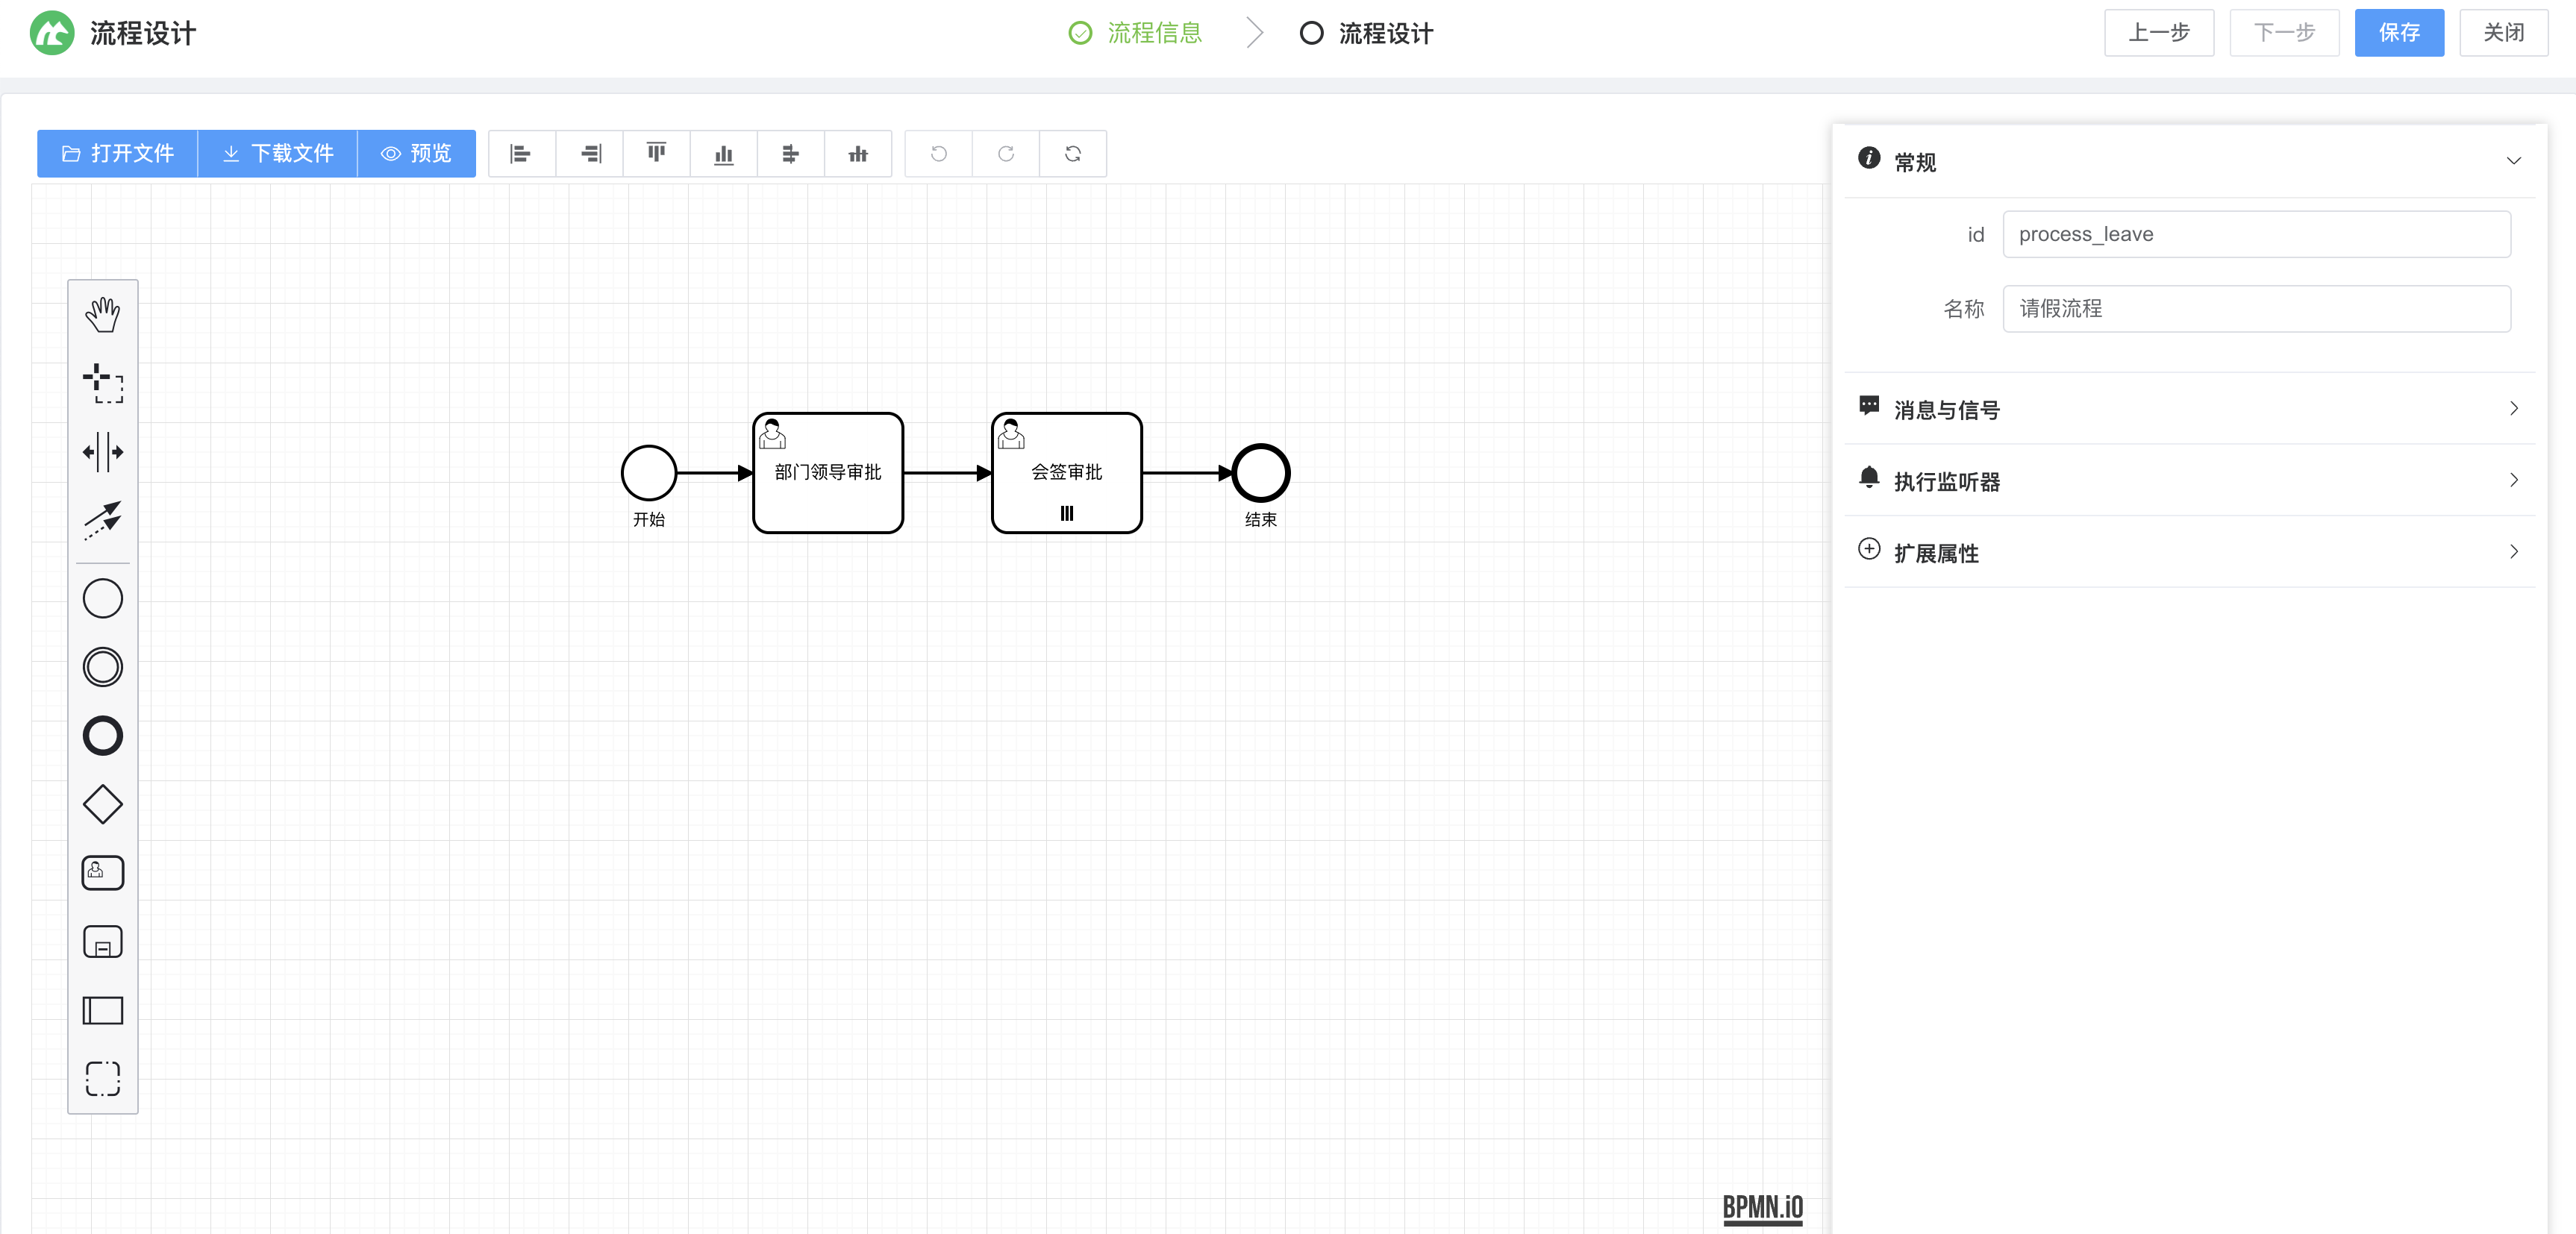 流程设计
流程信息
流程设计
上一步
下一步
保存
关闭
打开文件
下载文件
预览
常规
id
process_leave
名称
请假流程
消息与信号
执行监听器
扩展属性
部门领导审批
会签审批
开始
结束
BPMN.iO